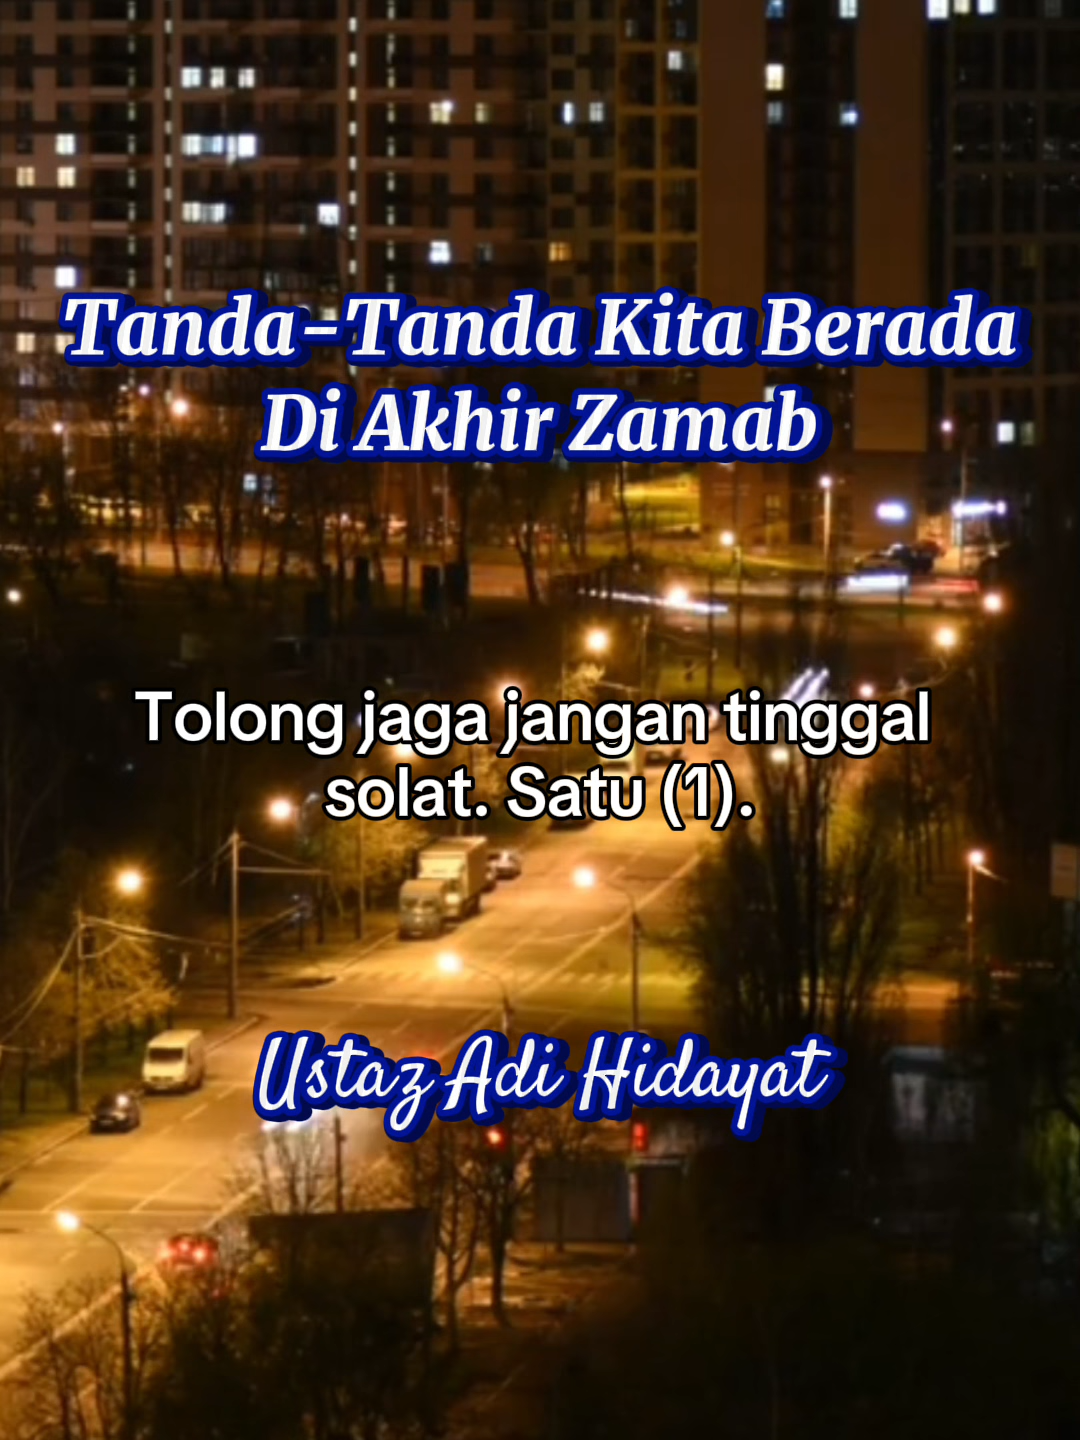 Tanda-Tanda Kita Berada
Di Akhir Zamab
Tolong jaga jangan tinggal
solat. Satu (1).
Ustaz Adi Hidayat